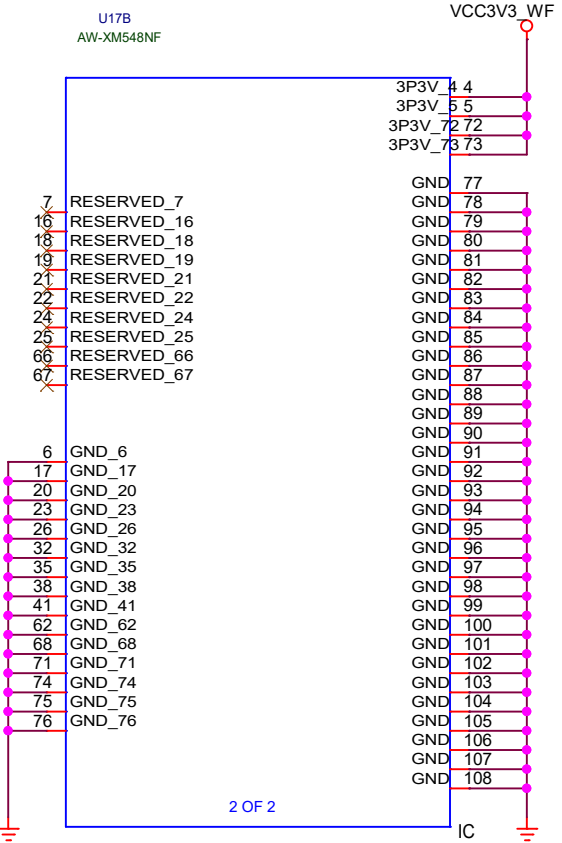 VCC3V3_WF
U17B
AW-XM548NF
3P3V_4 4
3P3V_5 5
3P3V_72 72
3P3V_73 73
GND 77
7 RESERVED_7 GND 78
16 RESERVED_16 GND 79
18 RESERVED_18 GND 80
19 RESERVED_19 GND 81
21 RESERVED_21 GND 82
22 RESERVED_22 GND 83
24 RESERVED_24 GND 84
25 RESERVED_25 GND 85
66 RESERVED_66 GND 86
67 RESERVED_67 GND 87
GND 88
GND 89
GND 90
6 GND_6 GND 91
17 GND_17 GND 92
20 GND_20 GND 93
23 GND_23 GND 94
26 GND_26 GND 95
32 GND_32 GND 96
35 GND_35 GND 97
38 GND_38 GND 98
41 GND_41 GND 99
62 GND_62 GND 100
68 GND_68 GND 101
71 GND_71 GND 102
74 GND_74 GND 103
75 GND_75 GND 104
76 GND_76 GND 105
GND 106
GND 107
GND 108
2 OF 2
IC